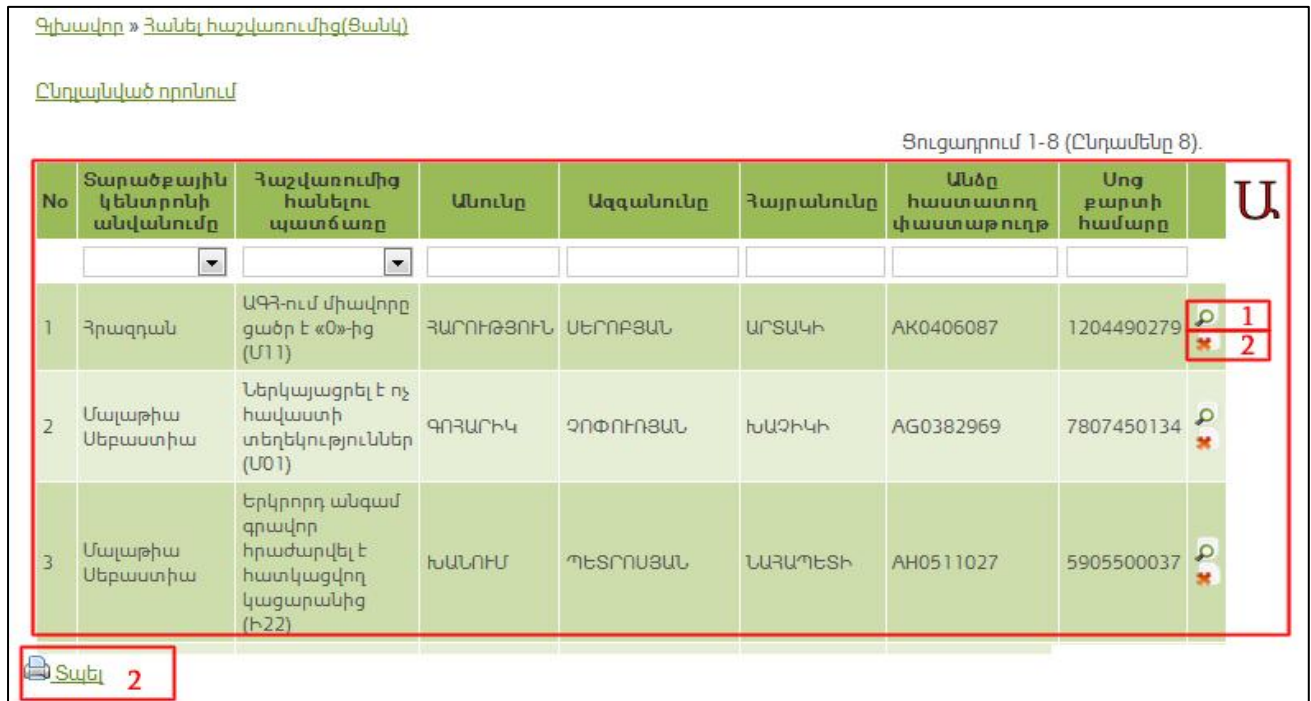 Գլխավոր » Հանել հաշվառումից(Ցանկ)
Ընդլայնված որոնում
Ցուցադրում 1-8 (Ընդամենը 8).
No Տարածքային կենտրոնի անվանումը Հաշվառումից հանելու պատճառը Անունը Ազգանունը Հայրանունը Անձը հաստատող փաստաթուղթ Սոց քարտի համարը Ա
1 Հրազդան ԱԳՀ-ում միավորը ցածր է «0»-ից (Մ11) ՀԱՐՈՒԹՅՈՒՆ ՍԵՐՈԲՅԱՆ ԱՐՏԱԿԻ AK0406087 1204490279 1
2
2 Մալաթիա Սեբաստիա Ներկայացրել է ոչ հավաստի տեղեկություններ (Մ01) ԳՈՀԱՐԻԿ ՉՈՓՈՒՌՅԱՆ ԽԱՉԻԿԻ AG0382969 7807450134
3 Մալաթիա Սեբաստիա Երկրորդ անգամ գրավոր հրաժարվել է հատկացվող կացարանից (Ի22) ԽԱՆՈՒՄ ՊԵՏՐՈՍՅԱՆ ՆԱՀԱՊԵՏԻ AH0511027 5905500037
Տպել 2